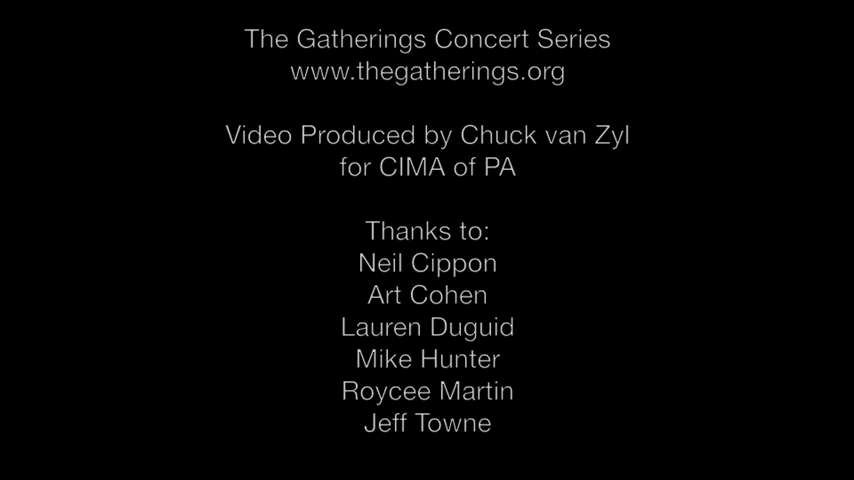 The Gatherings Concert Series
www.thegatherings.org
Video Produced by Chuck van Zyl
for CIMA of PA
Thanks to:
Neil Cippon
Art Cohen
Lauren Duguid
Mike Hunter
Roycee Martin
Jeff Towne